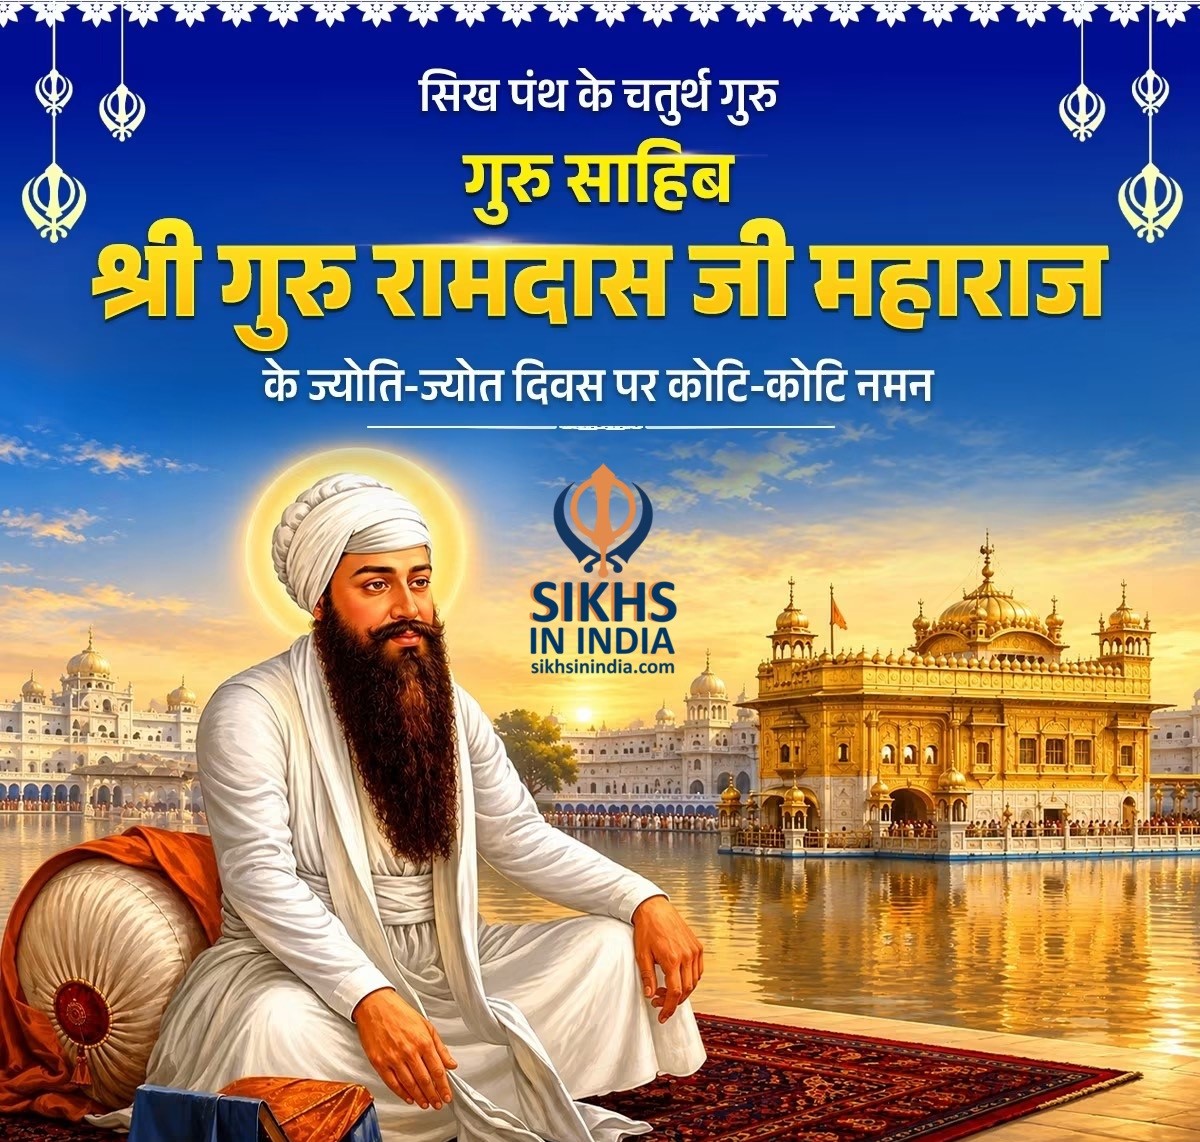 सिख पंथ के चतुर्थ गुरु
गुरु साहिब
श्री गुरु रामदास जी महाराज
के ज्योति-ज्योत दिवस पर कोटि-कोटि नमन
SIKHS
IN INDIA
sikhsinindia.com